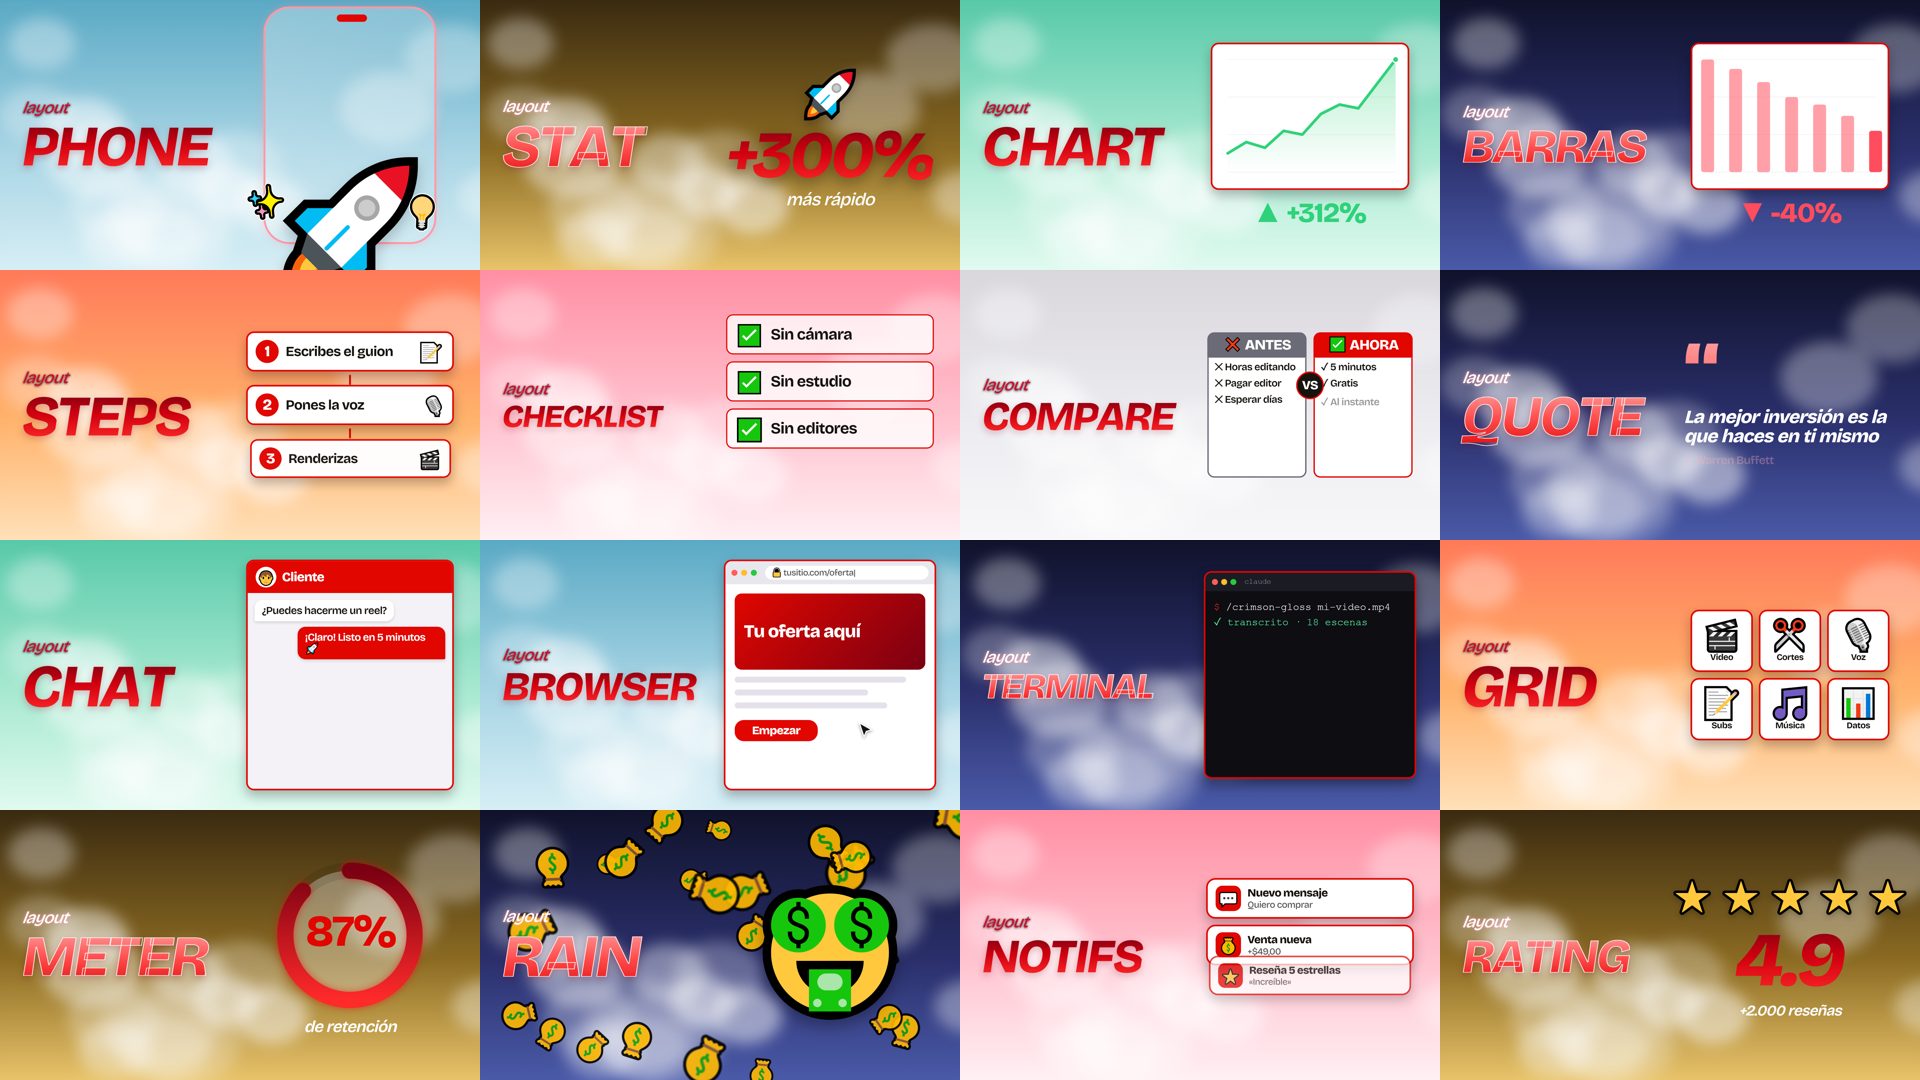 layout
PHONE
layout
STAT
+300%
más rápido
layout
CHART
▲ +312%
layout
BARRAS
▼ -40%
layout
STEPS
1 Escribes el guion
2 Pones la voz
3 Renderizas
layout
CHECKLIST
Sin cámara
Sin estudio
Sin editores
layout
COMPARE
ANTES
Horas editando
Pagar editor
Esperar días
VS
AHORA
5 minutos
Gratis
Al instante
layout
QUOTE
"
La mejor inversión es la
que haces en ti mismo
Warren Buffett
layout
CHAT
Cliente
¿Puedes hacerme un reel?
¡Claro! Listo en 5 minutos
layout
BROWSER
tusitio.com/oferta|
Tu oferta aquí
Empezar
layout
TERMINAL
claude
$ /crimson-gloss mi-video.mp4
✓ transcrito · 18 escenas
layout
GRID
Video
Cortes
Voz
Subs
Música
Datos
layout
METER
87%
de retención
layout
RAIN
layout
NOTIFS
Nuevo mensaje
Quiero comprar
Venta nueva
+$49,00
Reseña 5 estrellas
«Increíble»
layout
RATING
4.9
+2.000 reseñas